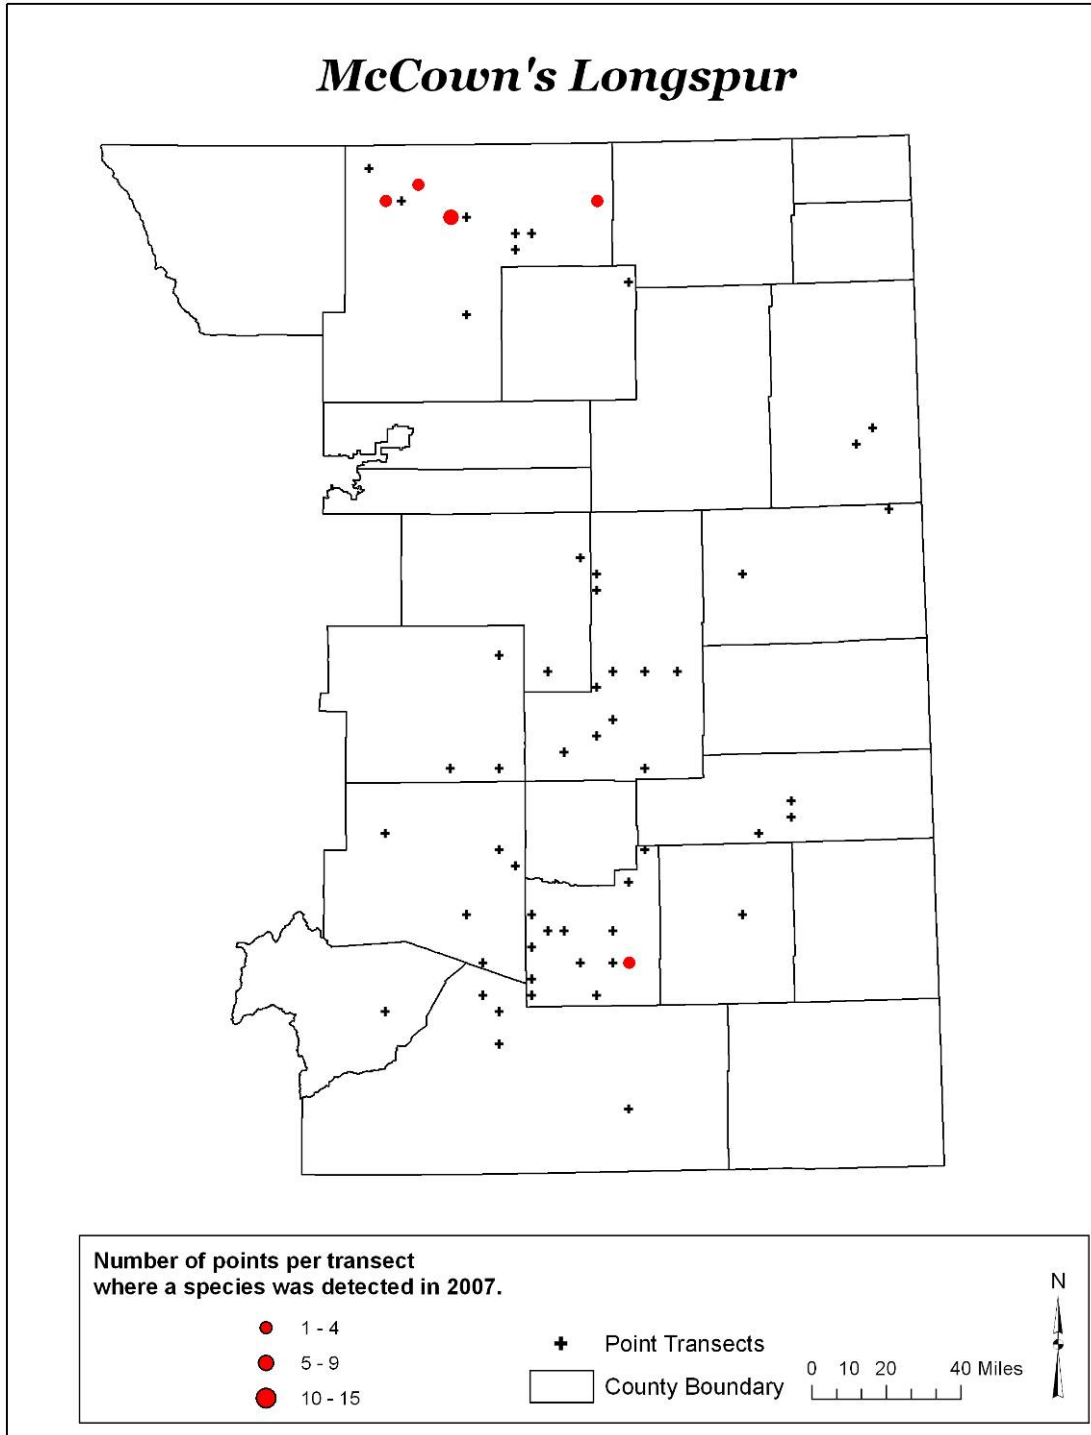 McCown's Longspur
Number of points per transect
where a species was detected in 2007.
1 - 4
5 - 9
10 - 15
Point Transects
County Boundary
N
0 10 20 40 Miles